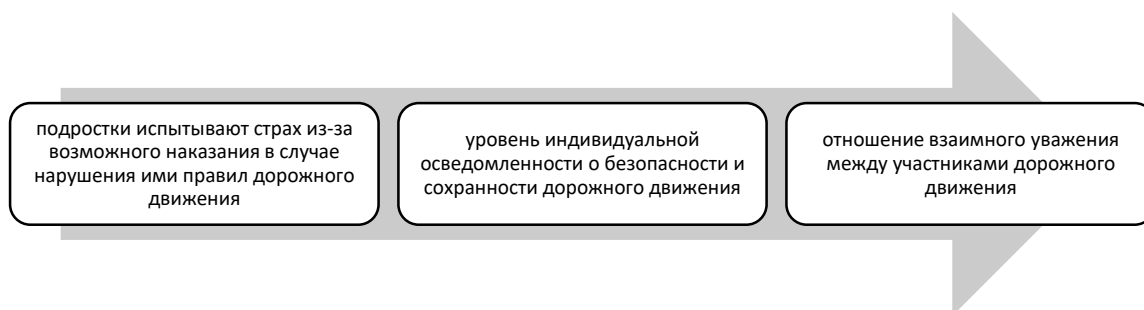 подростки испытывают страх из-за
возможного наказания в случае
нарушения ими правил дорожного
движения
уровень индивидуальной
осведомленности о безопасности и
сохранности дорожного движения
отношение взаимного уважения
между участниками дорожного
движения